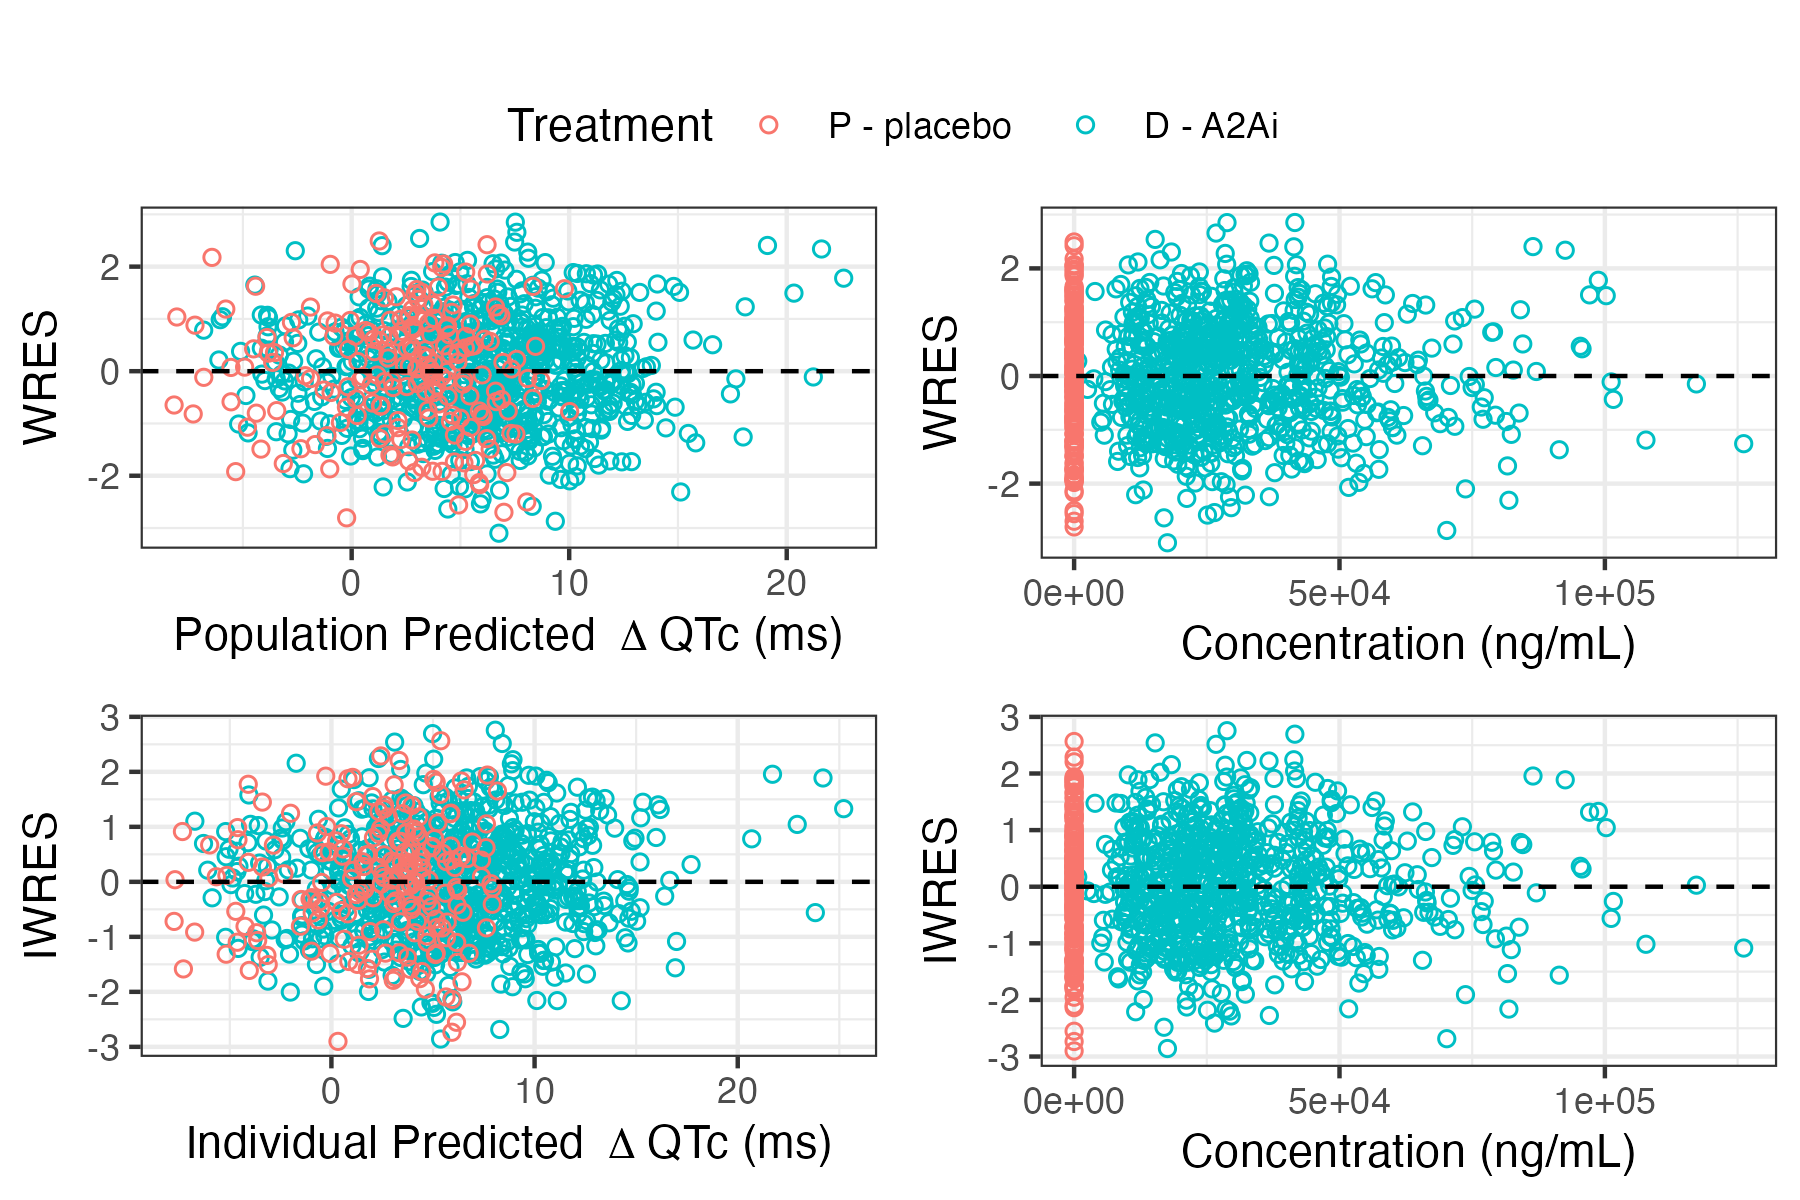 Treatment P - placebo D - A2Ai
WRES
2
0
-2
0 10 20
Population Predicted Δ QTc (ms)
WRES
2
0
-2
0e+00 5e+04 1e+05
Concentration (ng/mL)
IWRES
3
2
1
0
-1
-2
-3
0 10 20
Individual Predicted Δ QTc (ms)
IWRES
3
2
1
0
-1
-2
-3
0e+00 5e+04 1e+05
Concentration (ng/mL)